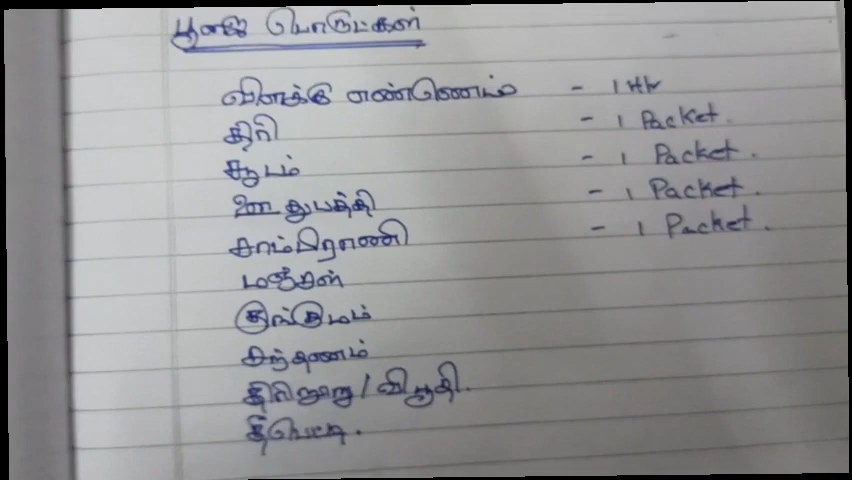 பூஜை பொருட்கள்
விளக்கு எண்ணெய் - 1 ltr
திரி - 1 Packet.
சூடம் - 1 Packet.
ஊதுபத்தி - 1 Packet.
சாம்பிராணி - 1 Packet.
மஞ்சள்
குங்குமம்
சந்தணம்
திருநூறு / விபூதி.
தீப்பெட்டி.